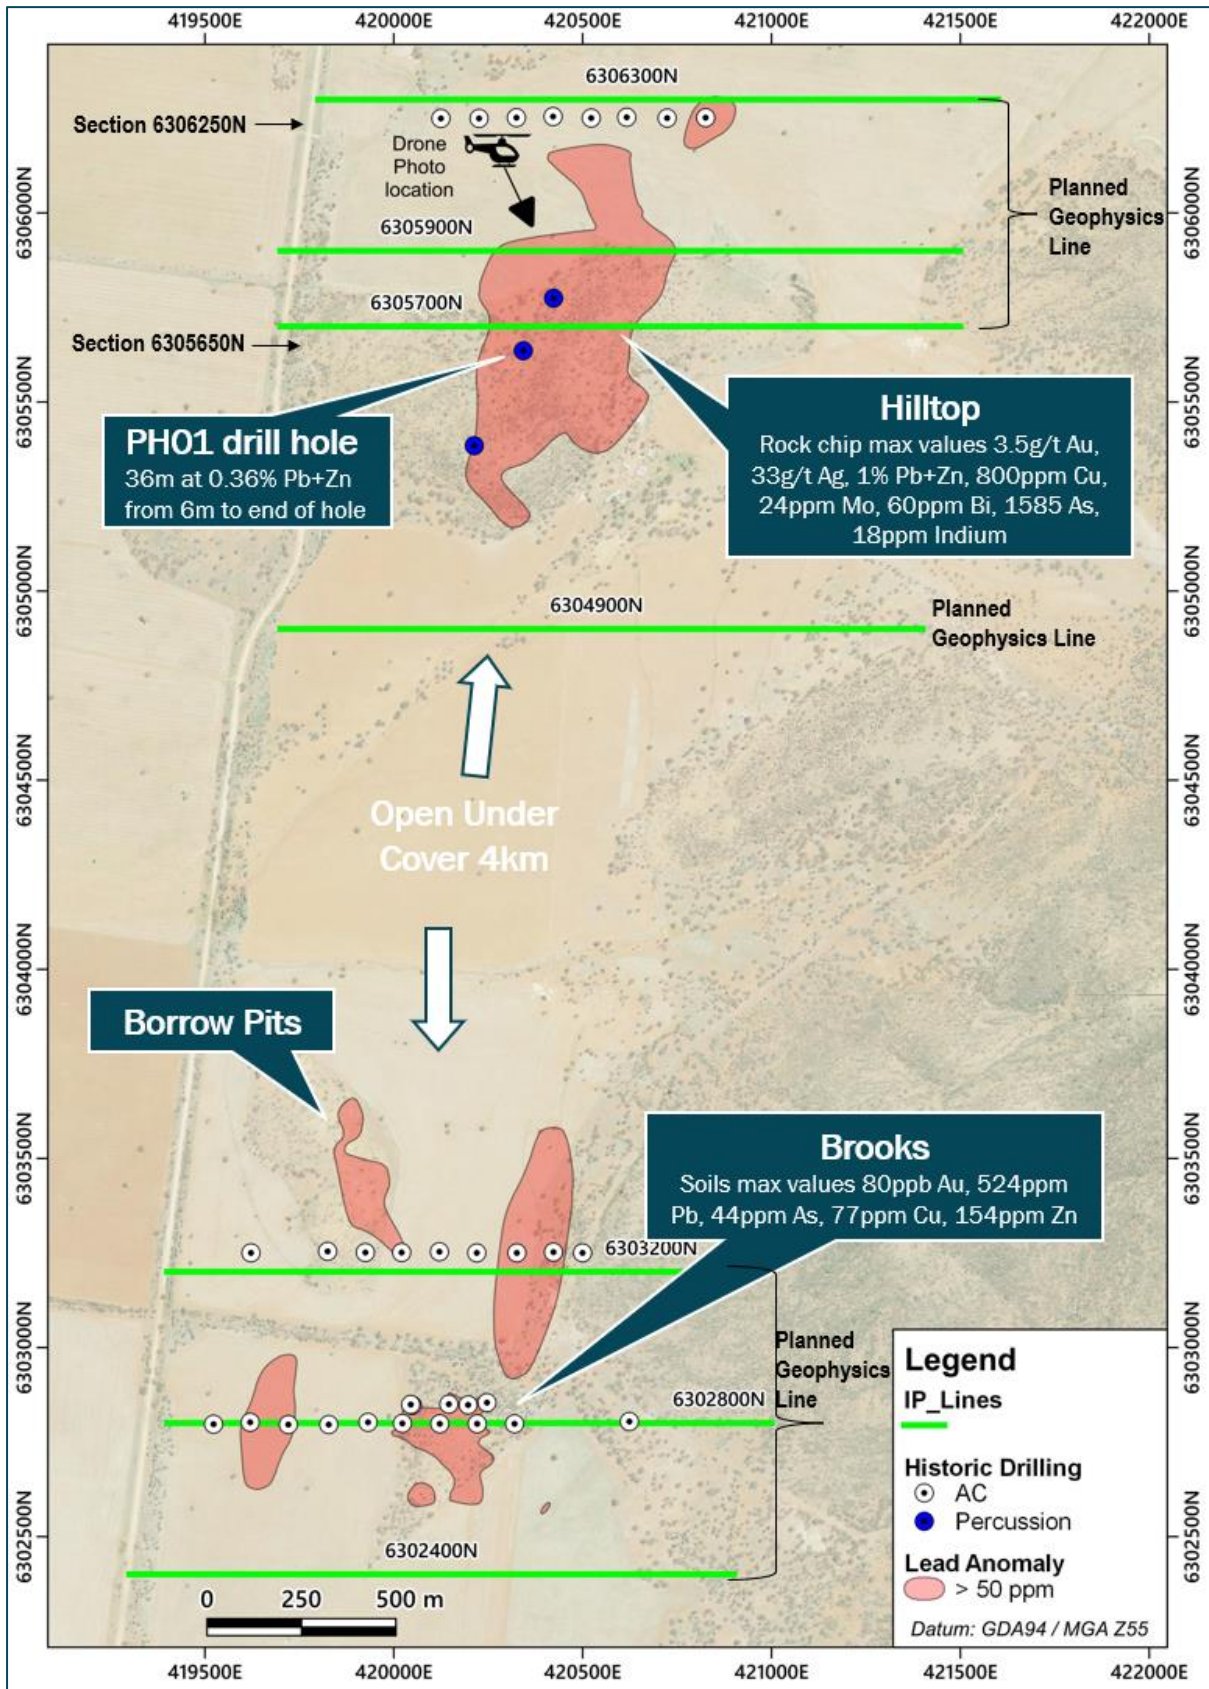 419500E 420000E 420500E 421000E 421500E 422000E
6306300N
Section 6306250N
Drone
Photo
location
Planned
Geophysics
Line
6306000N
6306000N
6305900N
6305700N
Section 6305650N
6305500N
6305500N
PH01 drill hole
36m at 0.36% Pb+Zn
from 6m to end of hole
Hilltop
Rock chip max values 3.5g/t Au,
33g/t Ag, 1% Pb+Zn, 800ppm Cu,
24ppm Mo, 60ppm Bi, 1585 As,
18ppm Indium
6305000N
6305000N
6304900N
Planned
Geophysics Line
6304500N
6304500N
Open Under
Cover 4km
6304000N
6304000N
Borrow Pits
6303500N
6303500N
Brooks
Soils max values 80ppb Au, 524ppm
Pb, 44ppm As, 77ppm Cu, 154ppm Zn
6303200N
6303000N
6303000N
Planned
Geophysics
Line
6302800N
6302500N
6302500N
6302400N
0 250 500 m
Legend
IP_Lines
Historic Drilling
AC
Percussion
Lead Anomaly
> 50 ppm
Datum: GDA94 / MGA Z55
419500E 420000E 420500E 421000E 421500E 422000E